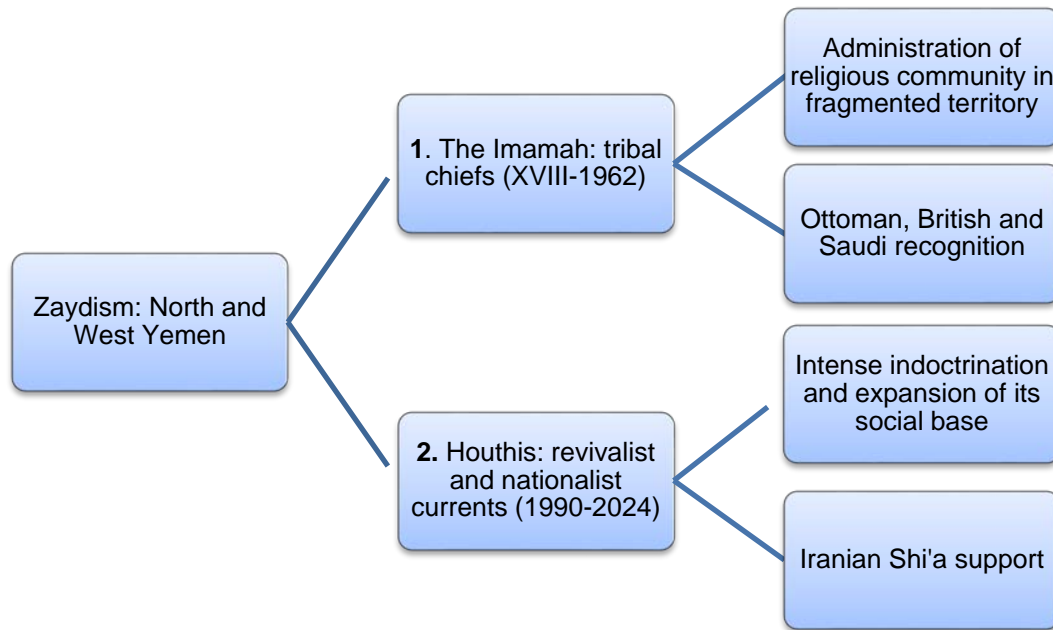 Zaydism: North and
West Yemen
1. The Imamah: tribal
chiefs (XVIII-1962)
Administration of
religious community in
fragmented territory
Ottoman, British and
Saudi recognition
2. Houthis: revivalist
and nationalist
currents (1990-2024)
Intense indoctrination
and expansion of its
social base
Iranian Shi'a support